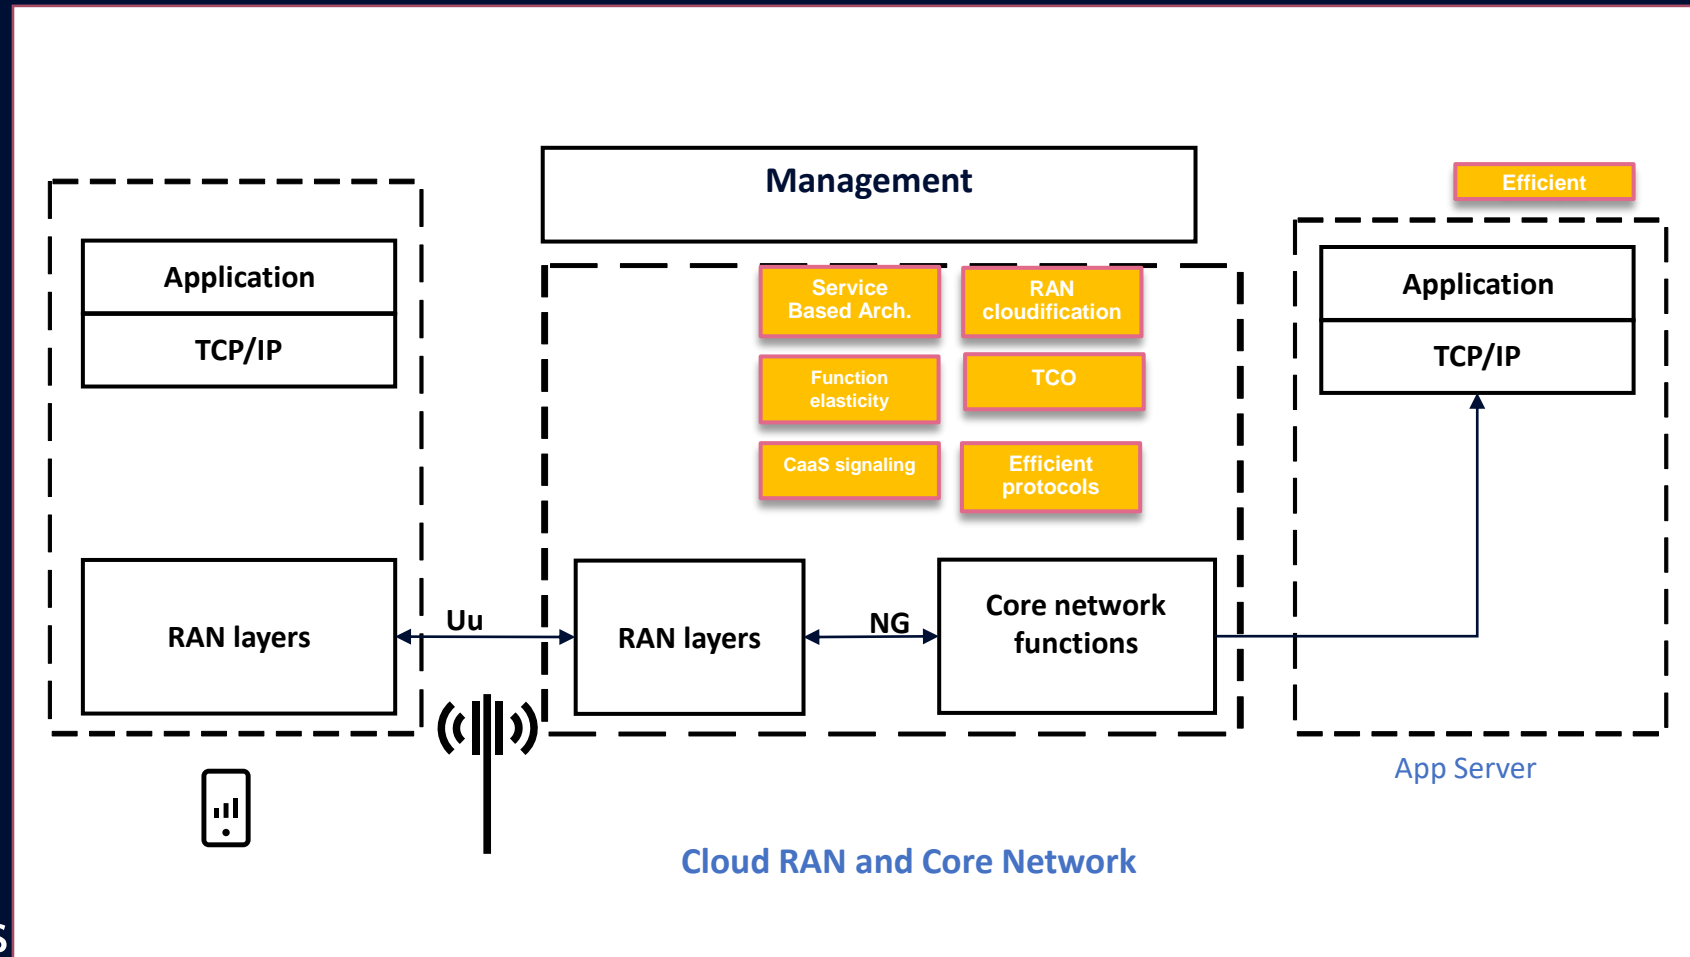 Management
Efficient
Application
TCP/IP
Service
Based Arch.
RAN
cloudification
Function
elasticity
TCO
CaaS signaling
Efficient
protocols
Application
TCP/IP
RAN layers
Uu
RAN layers
NG
Core network
functions
App Server
Cloud RAN and Core Network
s